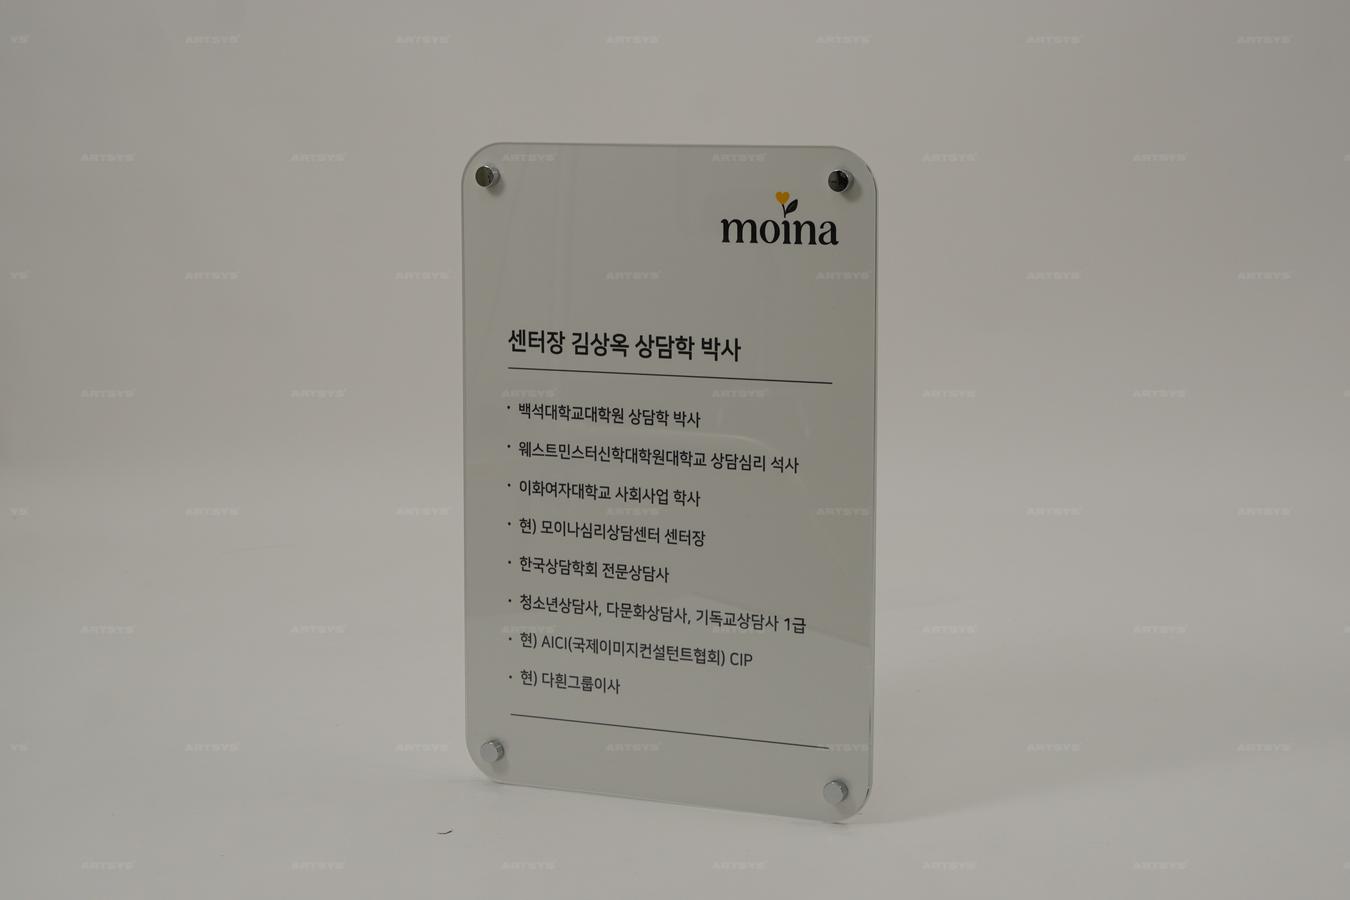 moina
센터장 김상옥 상담학 박사
· 백석대학교대학원 상담학 박사
· 웨스트민스터신학대학원대학교 상담심리 석사
· 이화여자대학교 사회사업 학사
· 현) 모이나심리상담센터 센터장
· 한국상담학회 전문상담사
· 청소년상담사, 다문화상담사, 기독교상담사 1급
· 현) AICI(국제이미지컨설턴트협회) CIP
· 현) 다흰그룹이사
ARTSYS